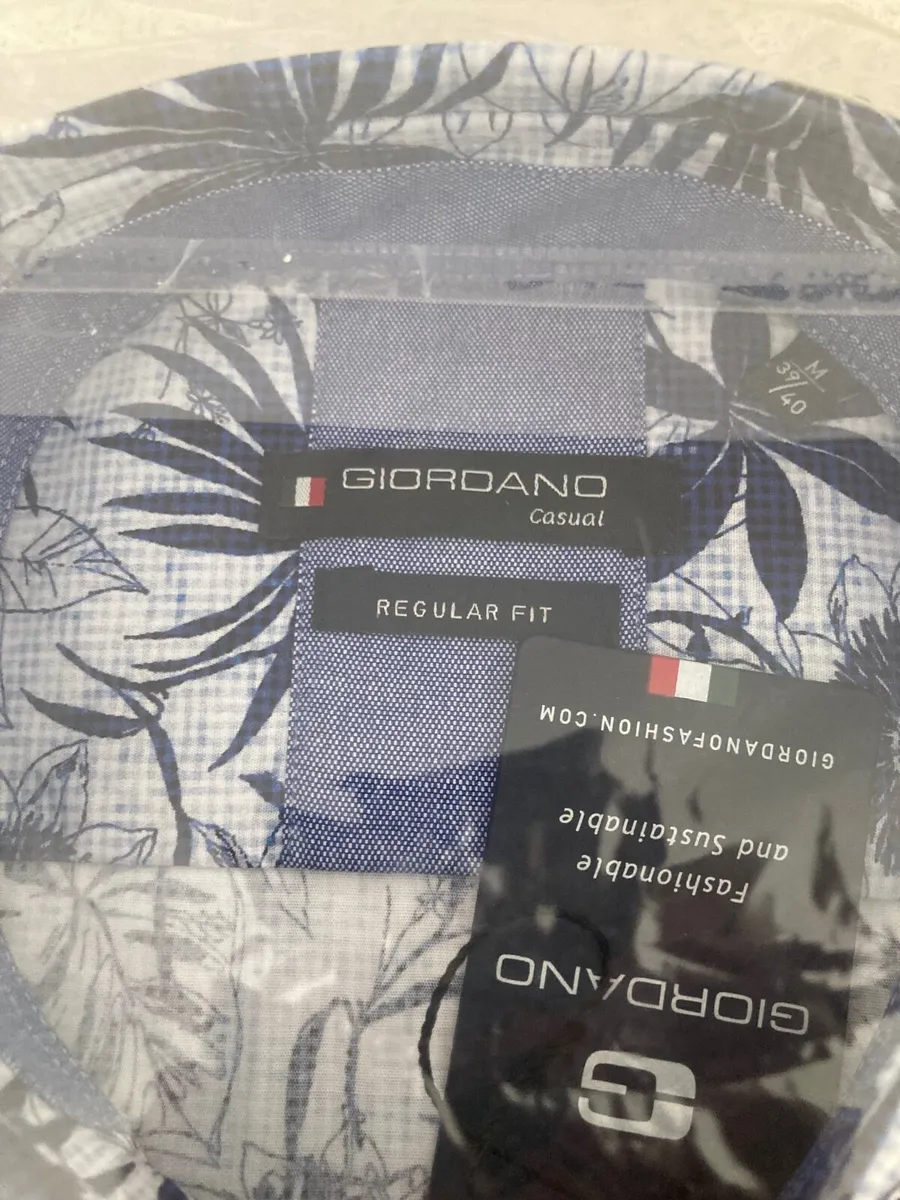 M
39/40
GIORDANO
Casual
REGULAR FIT
GIORDANO
Fashionable
and Sustainable
GIORDANOFASHION.COM